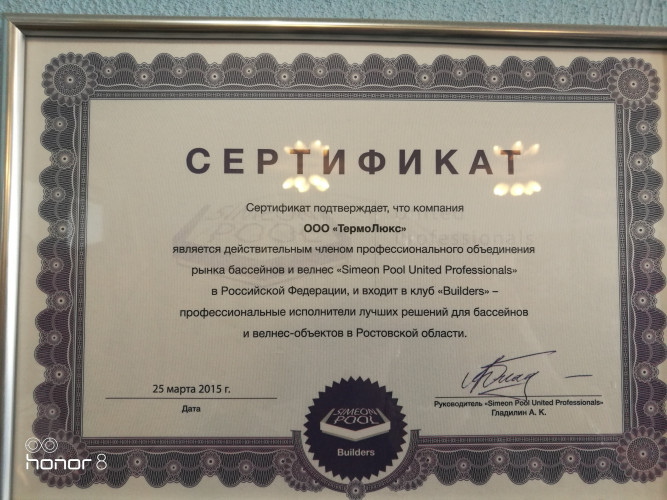 СЕРТИФИКАТ
Сертификат подтверждает, что компания
ООО «ТермоЛюкс»
является действительным членом профессионального объединения
рынка бассейнов и велнес «Simeon Pool United Professionals»
в Российской Федерации, и входит в клуб «Builders» –
профессиональные исполнители лучших решений для бассейнов
и велнес-объектов в Ростовской области.
25 марта 2015 г.
Дата
Руководитель «Simeon Pool United Professionals»
Гладилин А. К.
SIMEON
POOL
Builders
honor 8